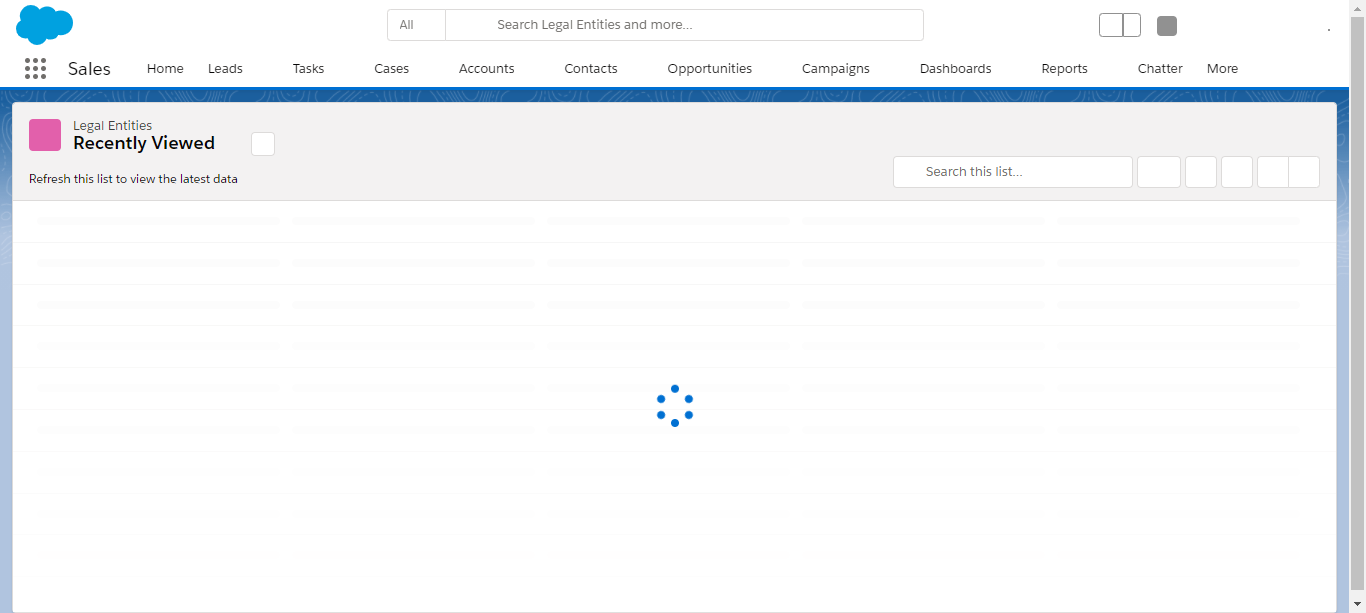 All
Search Legal Entities and more...
Sales
Home
Leads
Tasks
Cases
Accounts
Contacts
Opportunities
Campaigns
Dashboards
Reports
Chatter
More
Legal Entities
Recently Viewed
Refresh this list to view the latest data
Search this list...